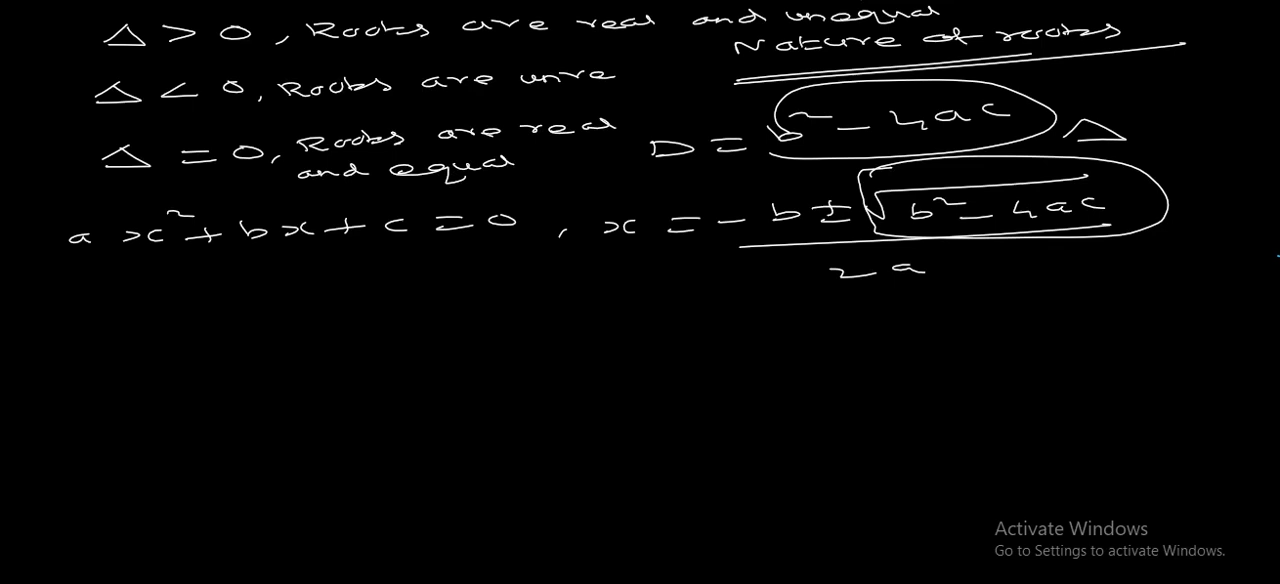 Δ > 0, Roots are real and unequal
Nature of roots
Δ < 0, Roots are unre
Δ = 0, Roots are real
and equal
D = b² - 4ac Δ
ax² + bx + c = 0, x = - b ± √b² - 4ac
2a
Activate Windows
Go to Settings to activate Windows.